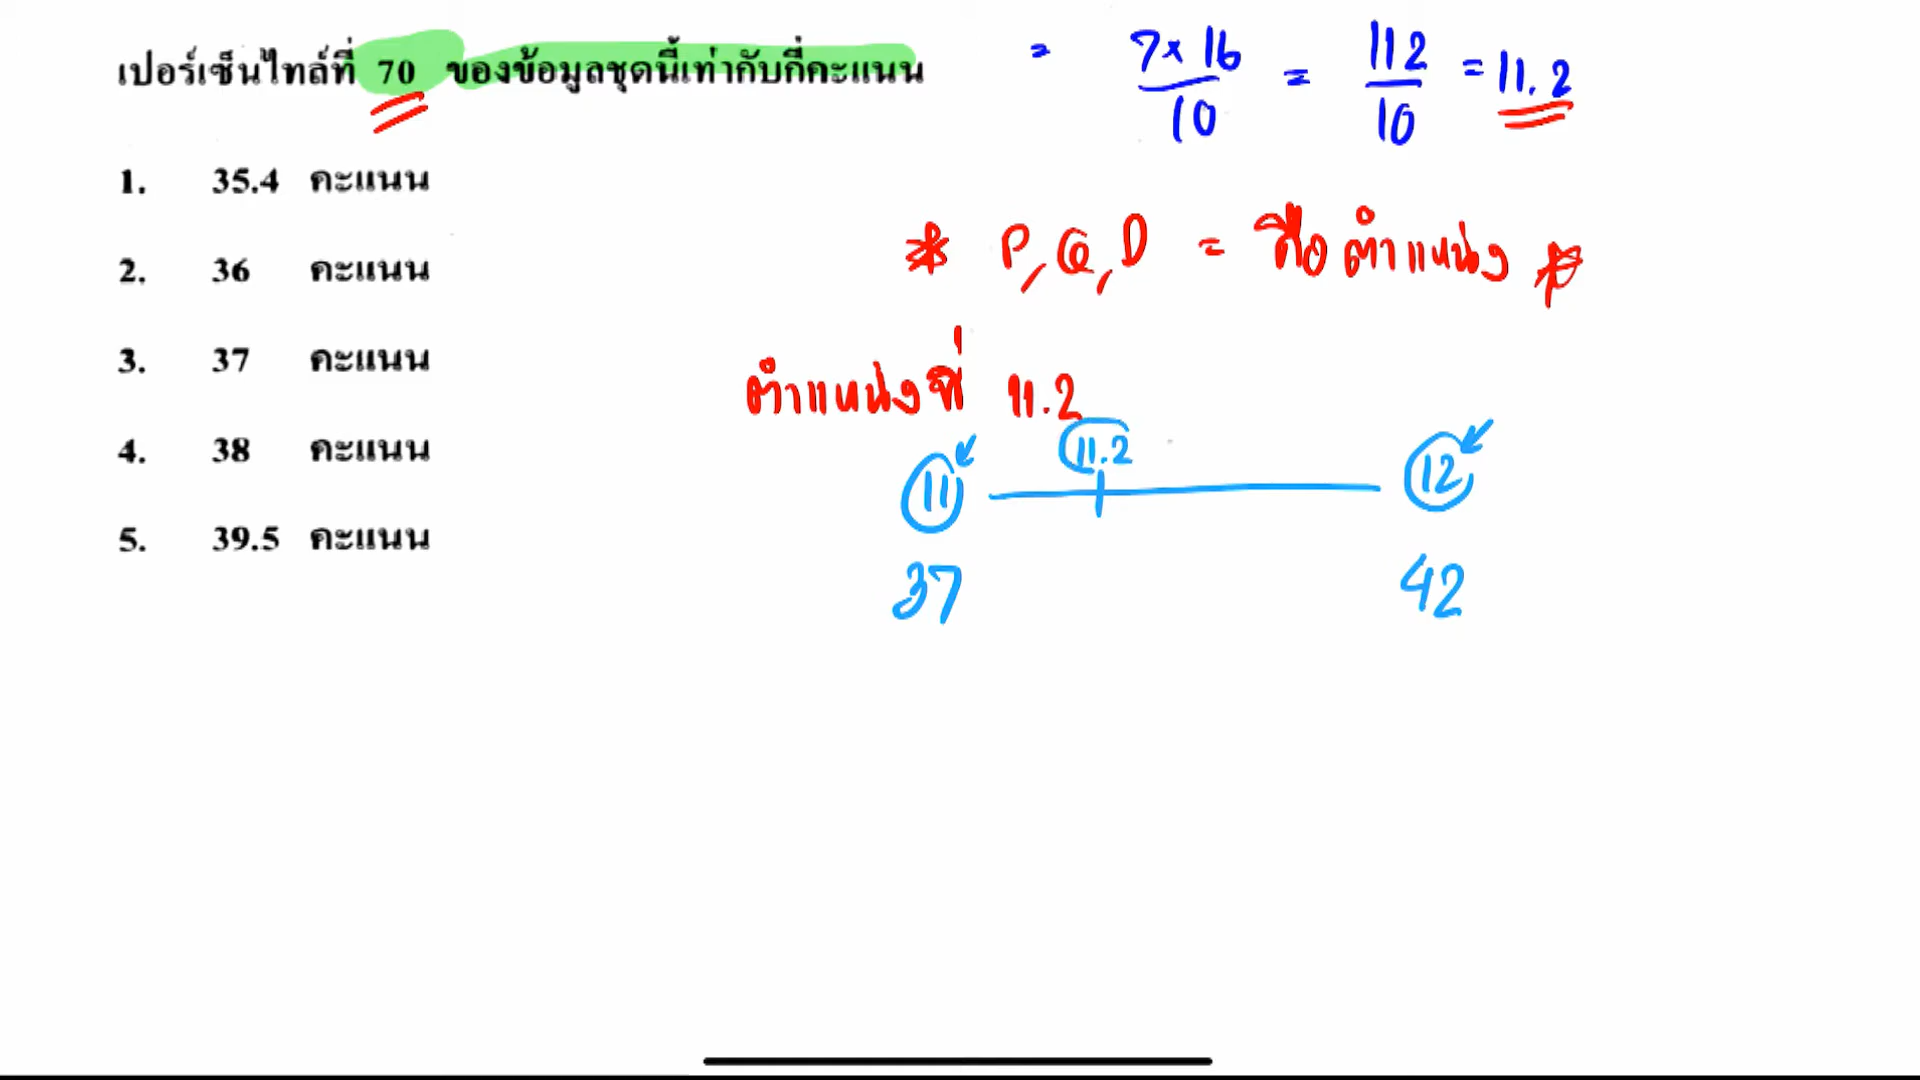 เปอร์เซ็นไทล์ที่ 70 ของข้อมูลชุดนี้เท่ากับกี่คะแนน
1. 35.4 คะแนน
2. 36 คะแนน
3. 37 คะแนน
4. 38 คะแนน
5. 39.5 คะแนน
= 7 × 16 / 10 = 112 / 10 = 11.2
* P, Q, D = คือตำแหน่ง *
ตำแหน่งที่ 11.2
11 11.2 12
37 42